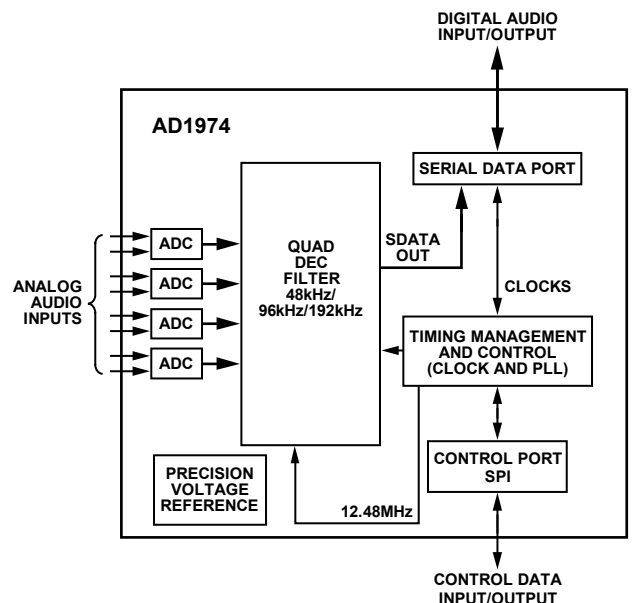 DIGITAL AUDIO
INPUT/OUTPUT
AD1974
SERIAL DATA PORT
ADC
ADC
ADC
ADC
QUAD
DEC
FILTER
48kHz/
96kHz/192kHz
SDATA
OUT
CLOCKS
ANALOG
AUDIO
INPUTS
TIMING MANAGEMENT
AND CONTROL
(CLOCK AND PLL)
PRECISION
VOLTAGE
REFERENCE
CONTROL PORT
SPI
12.48MHz
CONTROL DATA
INPUT/OUTPUT